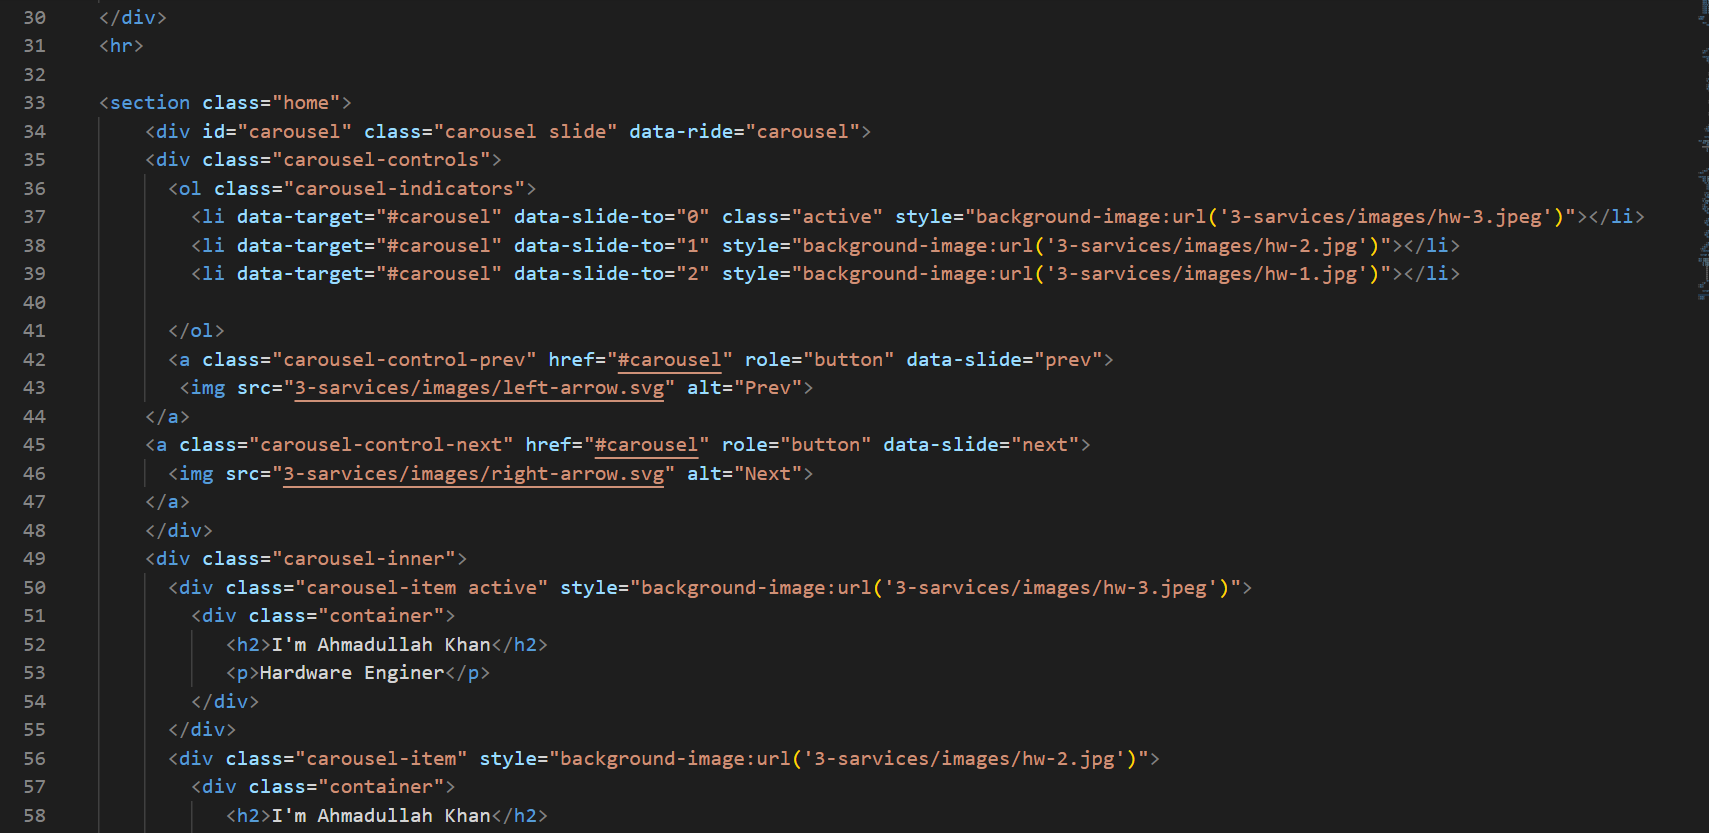 30 </div>
31 <hr>
32
33 <section class="home">
34 <div id="carousel" class="carousel slide" data-ride="carousel">
35 <div class="carousel-controls">
36 <ol class="carousel-indicators">
37 <li data-target="#carousel" data-slide-to="0" class="active" style="background-image:url('3-sarvices/images/hw-3.jpeg')"></li>
38 <li data-target="#carousel" data-slide-to="1" style="background-image:url('3-sarvices/images/hw-2.jpg')"></li>
39 <li data-target="#carousel" data-slide-to="2" style="background-image:url('3-sarvices/images/hw-1.jpg')"></li>
40
41 </ol>
42 <a class="carousel-control-prev" href="#carousel" role="button" data-slide="prev">
43 <img src="3-sarvices/images/left-arrow.svg" alt="Prev">
44 </a>
45 <a class="carousel-control-next" href="#carousel" role="button" data-slide="next">
46 <img src="3-sarvices/images/right-arrow.svg" alt="Next">
47 </a>
48 </div>
49 <div class="carousel-inner">
50 <div class="carousel-item active" style="background-image:url('3-sarvices/images/hw-3.jpeg')">
51 <div class="container">
52 <h2>I'm Ahmadullah Khan</h2>
53 <p>Hardware Enginer</p>
54 </div>
55 </div>
56 <div class="carousel-item" style="background-image:url('3-sarvices/images/hw-2.jpg')">
57 <div class="container">
58 <h2>I'm Ahmadullah Khan</h2>